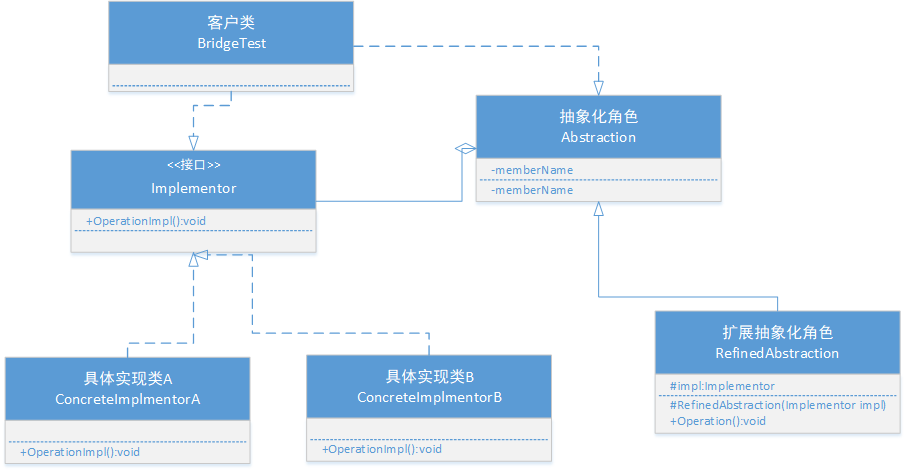 客户类
BridgeTest
抽象化角色
Abstraction
-memberName
-memberName
<<接口>>
Implementor
+OperationImpl():void
扩展抽象化角色
RefinedAbstraction
#impl:Implementor
#RefinedAbstraction(Implementor impl)
+Operation():void
具体实现类A
ConcreteImplmentorA
+OperationImpl():void
具体实现类B
ConcreteImplmentorB
+OperationImpl():void